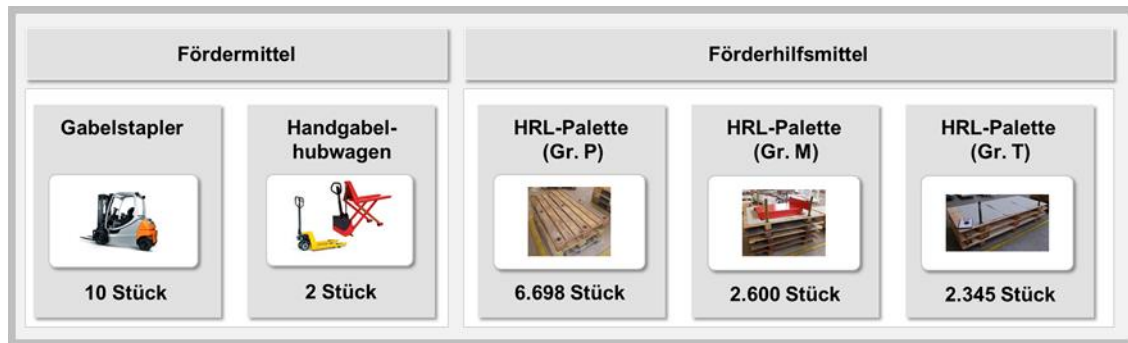 Fördermittel
Förderhilfsmittel
Gabelstapler
10 Stück
Handgabel-
hubwagen
2 Stück
HRL-Palette
(Gr. P)
6.698 Stück
HRL-Palette
(Gr. M)
2.600 Stück
HRL-Palette
(Gr. T)
2.345 Stück